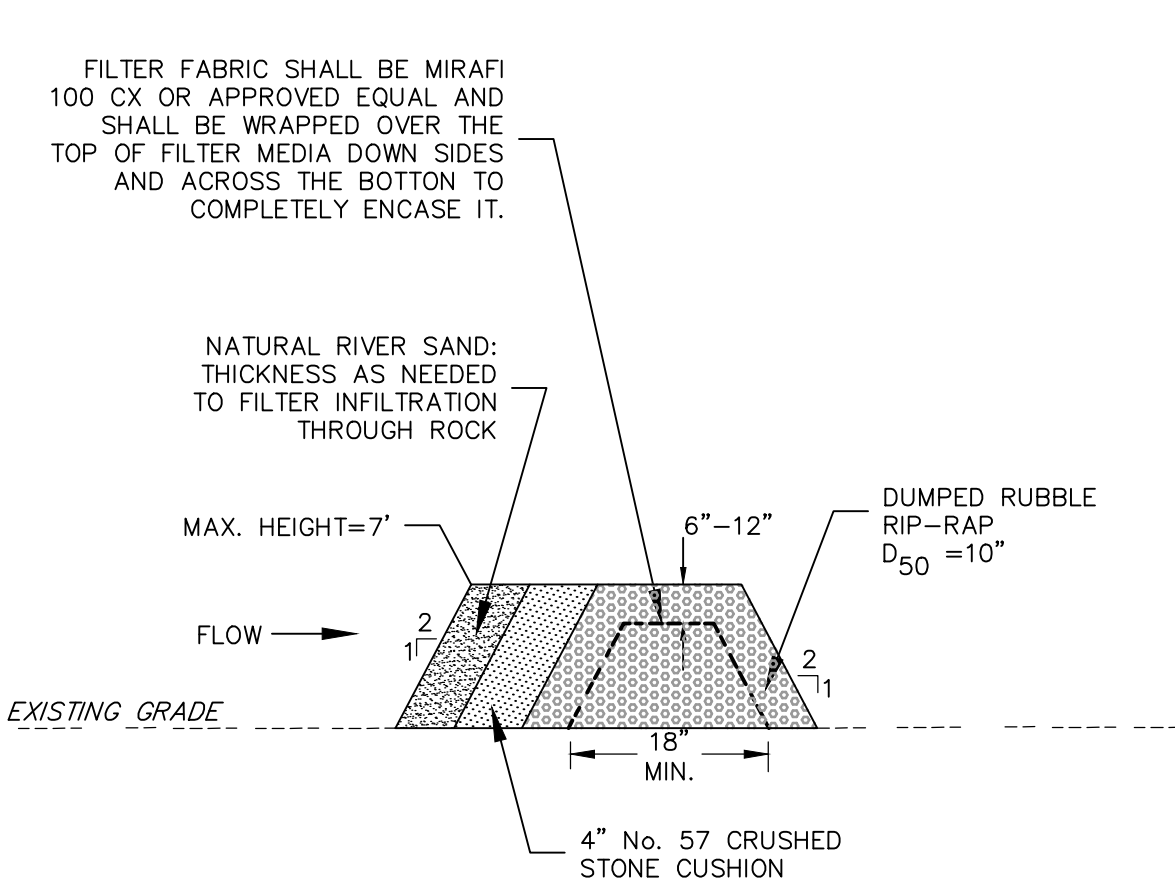 FILTER FABRIC SHALL BE MIRAFI
100 CX OR APPROVED EQUAL AND
SHALL BE WRAPPED OVER THE
TOP OF FILTER MEDIA DOWN SIDES
AND ACROSS THE BOTTON TO
COMPLETELY ENCASE IT.
NATURAL RIVER SAND:
THICKNESS AS NEEDED
TO FILTER INFILTRATION
THROUGH ROCK
MAX. HEIGHT=7'
6"-12"
DUMPED RUBBLE
RIP-RAP
D50 =10"
FLOW
2
1
2
1
EXISTING GRADE
18"
MIN.
4" No. 57 CRUSHED
STONE CUSHION